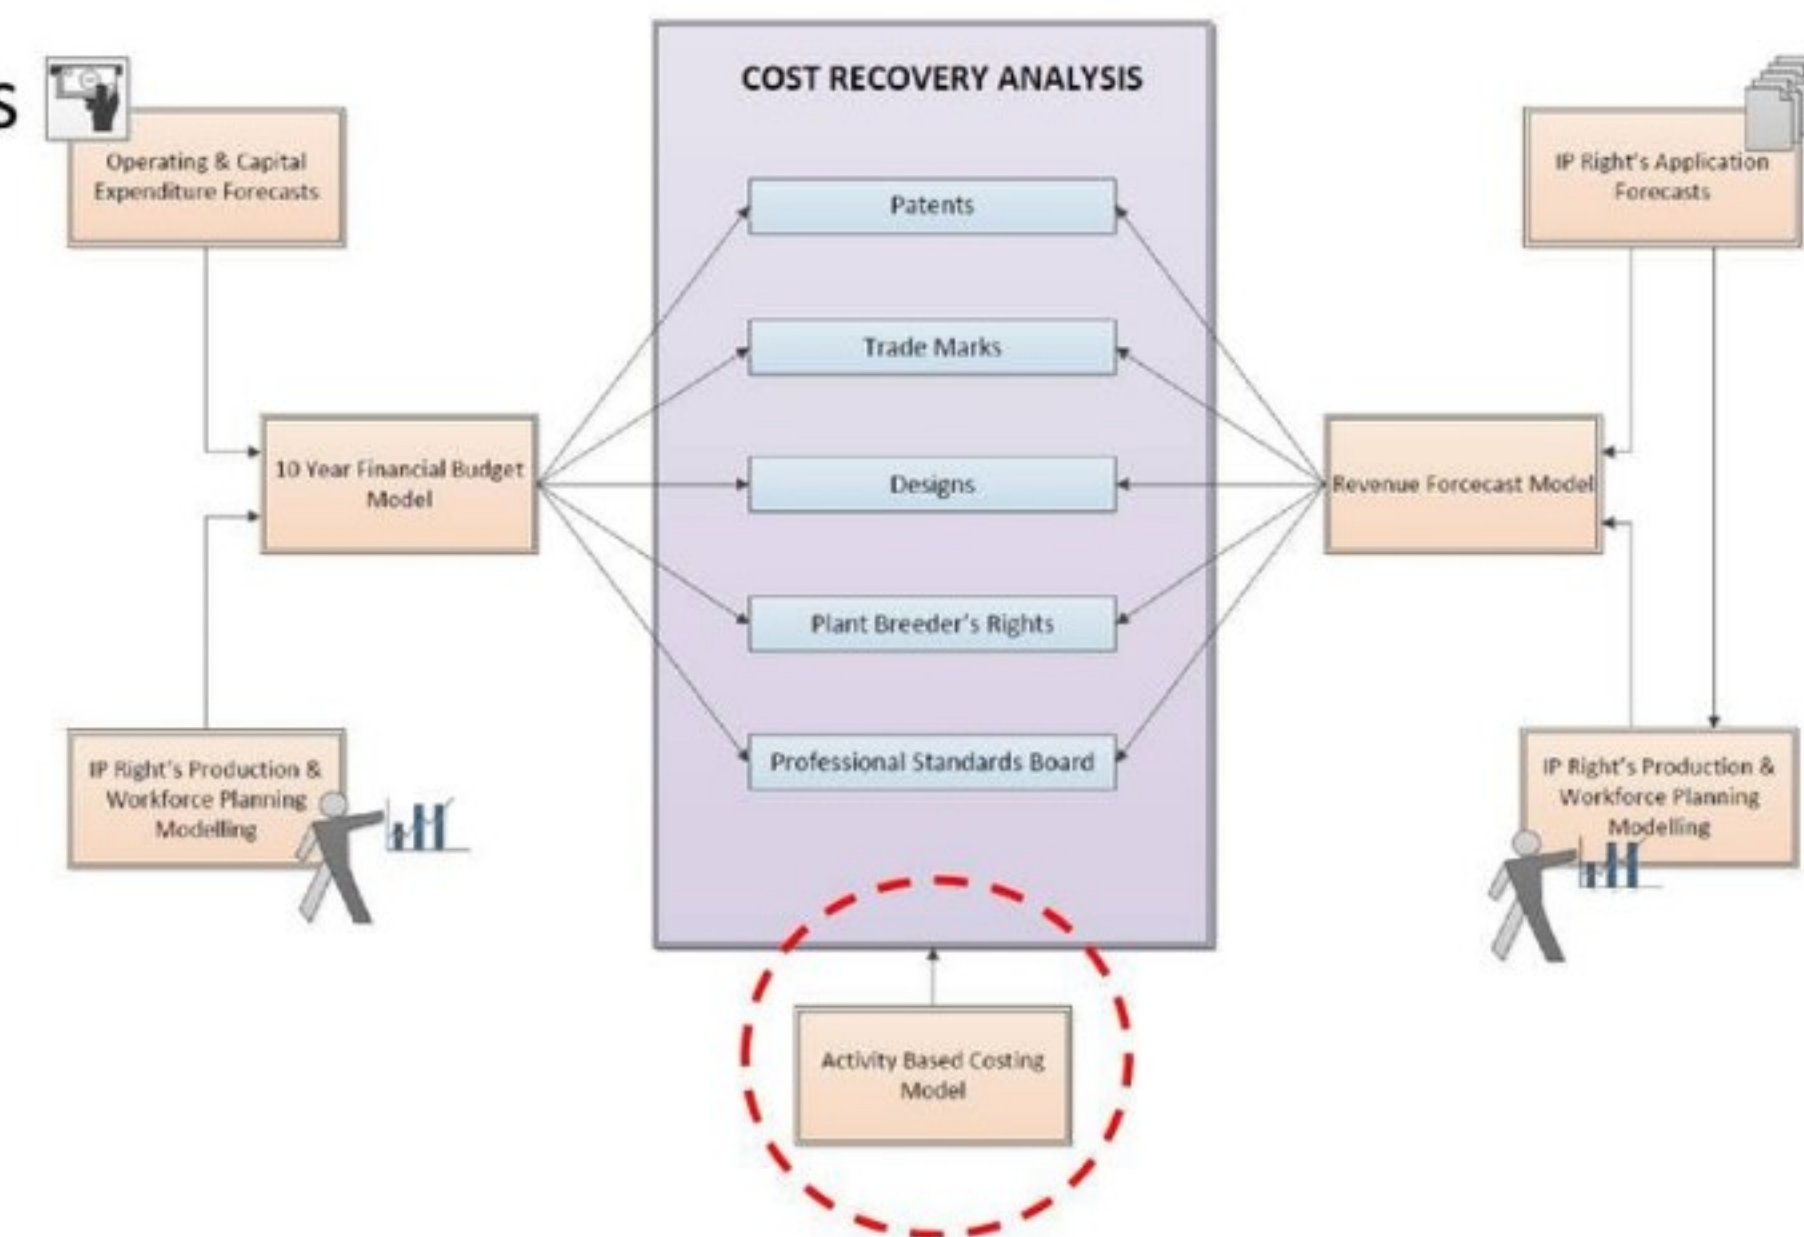 S
COST RECOVERY ANALYSIS
Operating & Capital
Expenditure Forecasts
IP Right's Application
Forecasts
Patents
Trade Marks
10 Year Financial Budget
Model
Designs
Revenue Forcecast Model
Plant Breeder's Rights
IP Right's Production &
Workforce Planning
Modelling
Professional Standards Board
IP Right's Production &
Workforce Planning
Modelling
Activity Based Costing
Model